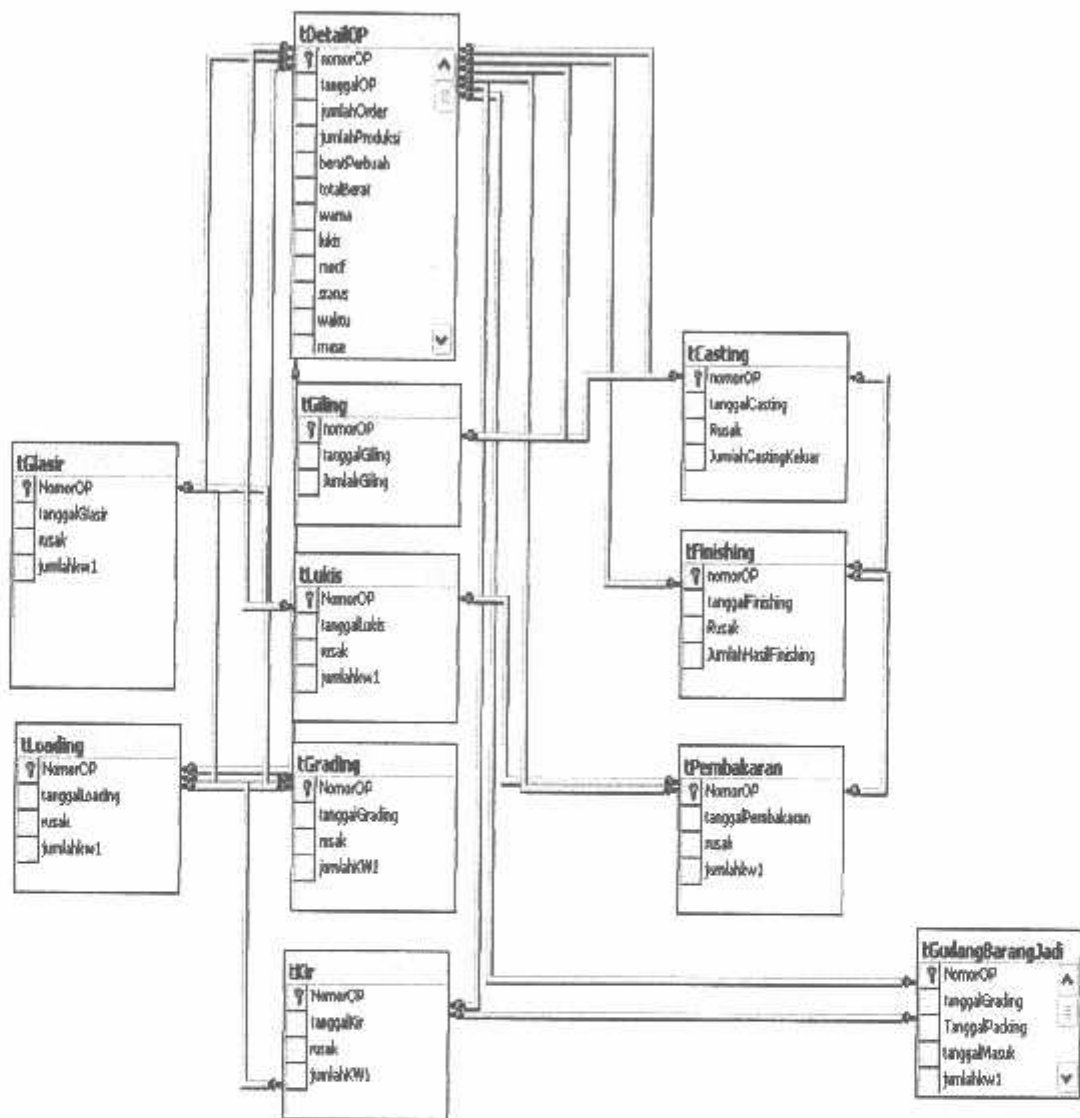 tDetailOP
nomorOP
tanggalOP
jumlahOrder
jumlahProduksi
beratPerbuah
totalBerat
warna
lukis
motif
status
waktu
masa
tGiling
nomorOP
tanggalGiling
JumlahGiling
tCasting
nomorOP
tanggalCasting
Rusak
JumlahCastingKeluar
tGlasir
NomorOP
tanggalGlasir
rusak
jumlahkw1
tLukis
NomorOP
tanggalLukis
rusak
jumlahkw1
tFinishing
nomorOP
tanggalFinishing
Rusak
JumlahHasilFinishing
tLoading
NomorOP
tanggalLoading
rusak
jumlahkw1
tGrading
NomorOP
tanggalGrading
rusak
jumlahKW1
tPembakaran
NomorOP
tanggalPembakaran
rusak
jumlahkw1
tKir
NomorOP
tanggalKir
rusak
jumlahKW1
tGudangBarangJadi
NomorOP
tanggalGrading
TanggalPacking
tanggalMasuk
jumlahkw1